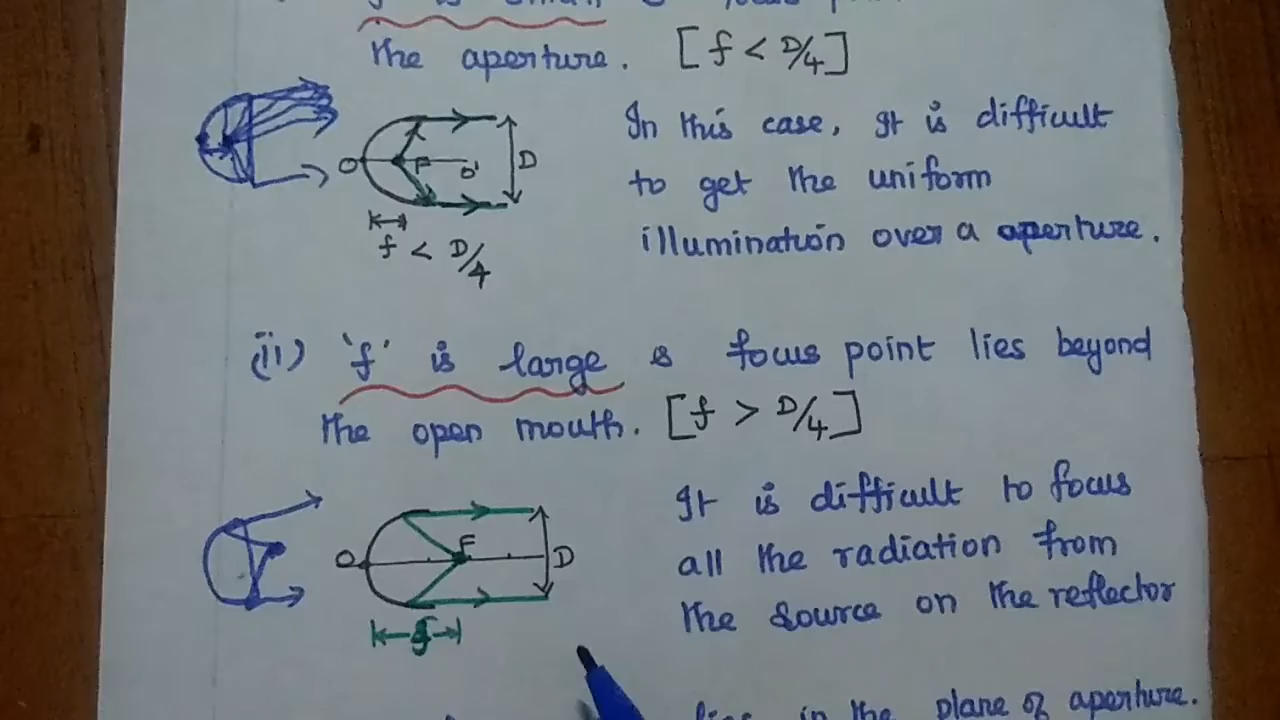 the aperture. [f < D/4]
In this case, It is difficult
to get the uniform
illumination over a aperture.
O F O' D
f < D/4
(ii) 'f' is large & focus point lies beyond
the open mouth. [f > D/4]
It is difficult to focus
all the radiation from
the source on the reflector
O F D
f
in the plane of aperture.